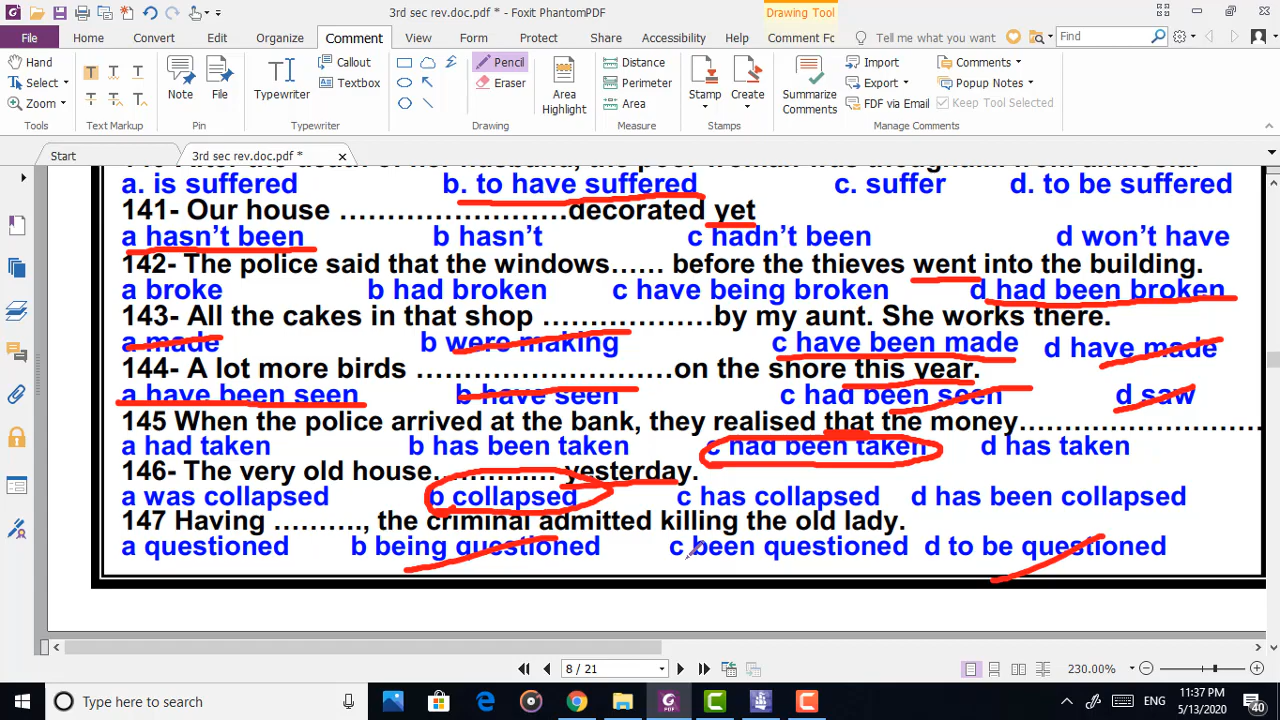 3rd sec rev.doc.pdf * - Foxit PhantomPDF
Drawing Tool
File Home Convert Edit Organize Comment View Form Protect Share Accessibility Help Comment Fc Tell me what you want Find
Hand
Select
Zoom
Tools
Text Markup
Note
File
Pin
Typewriter
Callout
Textbox
Typewriter
Pencil
Eraser
Drawing
Area Highlight
Distance
Perimeter
Area
Measure
Stamp
Create
Stamps
Summarize Comments
Import
Export
FDF via Email
Comments
Popup Notes
Keep Tool Selected
Manage Comments
Start 3rd sec rev.doc.pdf *
a. is suffered b. to have suffered c. suffer d. to be suffered
141- Our house ........................decorated yet
a hasn't been b hasn't c hadn't been d won't have
142- The police said that the windows...... before the thieves went into the building.
a broke b had broken c have being broken d had been broken
143- All the cakes in that shop ..................by my aunt. She works there.
a made b were making c have been made d have made
144- A lot more birds ...........................on the shore this year.
a have been seen b have seen c had been seen d saw
145 When the police arrived at the bank, they realised that the money..........................
a had taken b has been taken c had been taken d has taken
146- The very old house............. yesterday.
a was collapsed b collapsed c has collapsed d has been collapsed
147 Having .........., the criminal admitted killing the old lady.
a questioned b being questioned c been questioned d to be questioned
8 / 21
230.00%
Type here to search
ENG
11:37 PM
5/13/2020
40